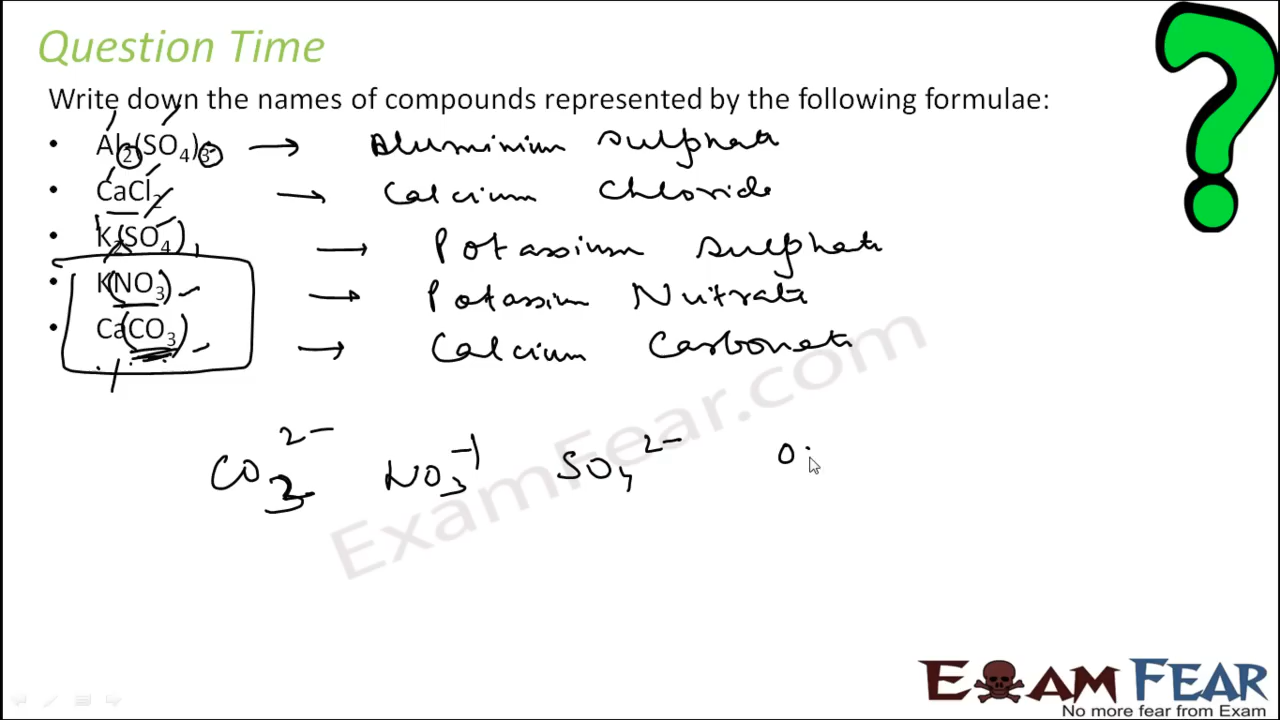 Question Time
Write down the names of compounds represented by the following formulae:
• Al2(SO4)3 → Aluminium Sulphate
• CaCl2 → Calcium Chloride
• K2(SO4)1 → Potassium Sulphate
• K(NO3) → Potassium Nitrate
• Ca(CO3) → Calcium Carbonate
CO3 2- NO3 -1 SO4 2- O
ExamFear.com
EXAM FEAR
No more fear from Exam